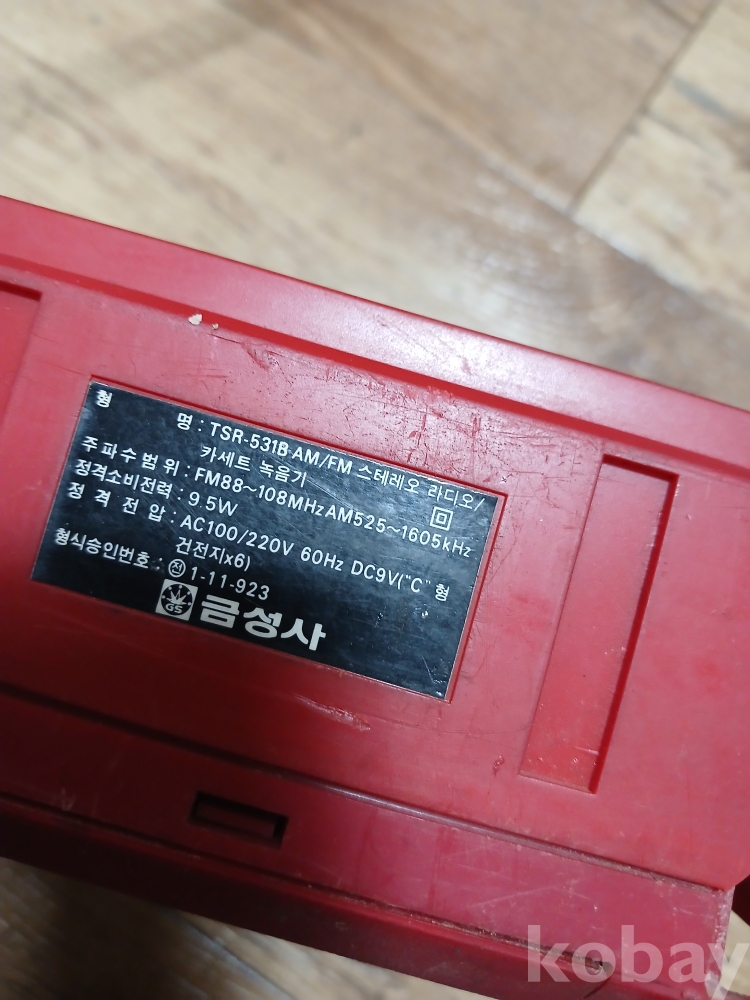 형 명 : TSR-531B AM/FM 스테레오 라디오/
카세트 녹음기
주파수범위 : FM88~108MHz AM525~1605kHz
정격소비전력 : 9.5W
정격전압 : AC100/220V 60Hz DC9V("C"형
건전지x6)
형식승인번호 : ㉠ 1-11-923
GS 금성사
kobay